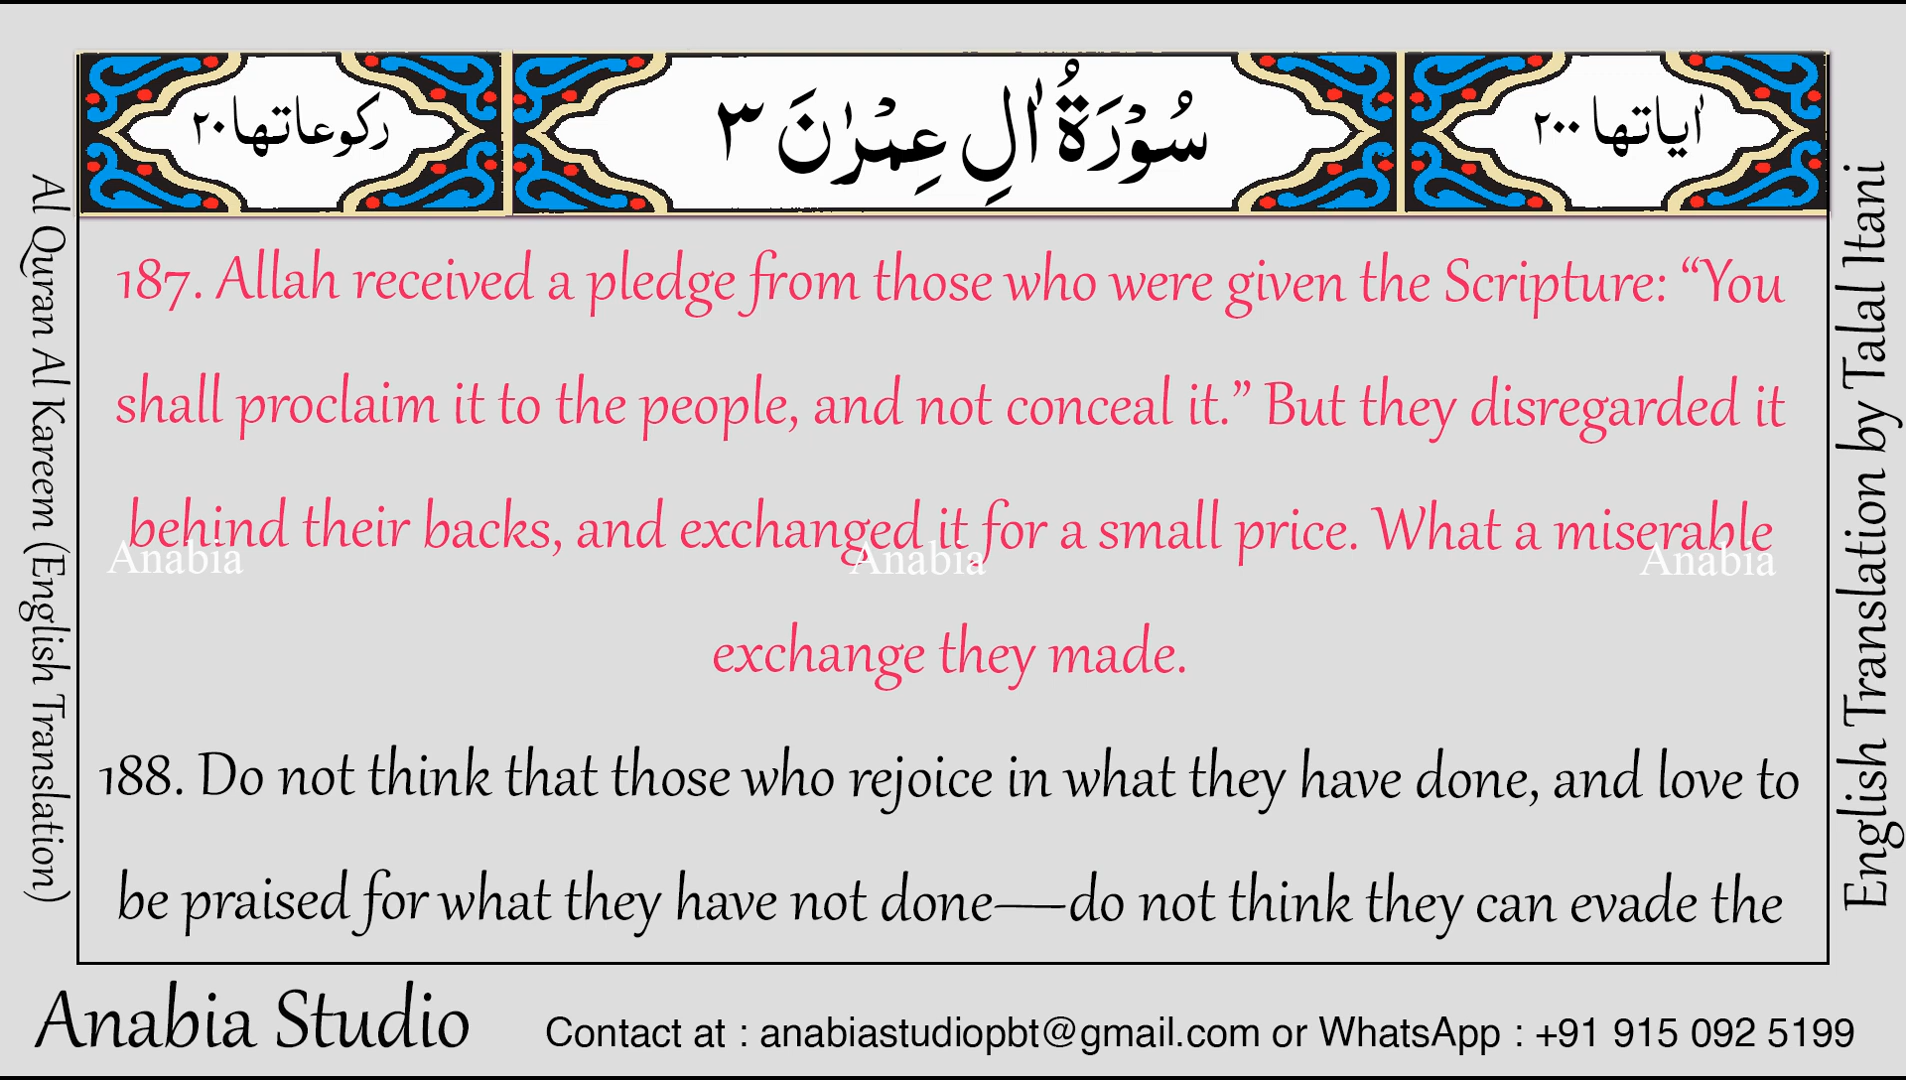 رکوعاتها ٢٠
سُوْرَةُ اٰلِ عِمْرٰنَ ٣
اٰیاتها ٢٠٠
Al Quran Al Kareem (English Translation)
English Translation by Talal Itani
187. Allah received a pledge from those who were given the Scripture: “You
shall proclaim it to the people, and not conceal it.” But they disregarded it
behind their backs, and exchanged it for a small price. What a miserable
Anabia Anabia Anabia
exchange they made.
188. Do not think that those who rejoice in what they have done, and love to
be praised for what they have not done—do not think they can evade the
Anabia Studio
Contact at : anabiastudiopbt@gmail.com or WhatsApp : +91 915 092 5199